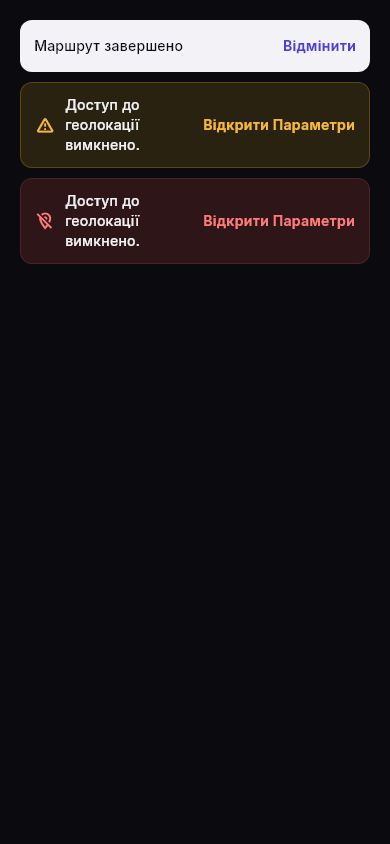 Маршрут завершено Відмінити
Доступ до
геолокації
вимкнено.
Відкрити Параметри
Доступ до
геолокації
вимкнено.
Відкрити Параметри